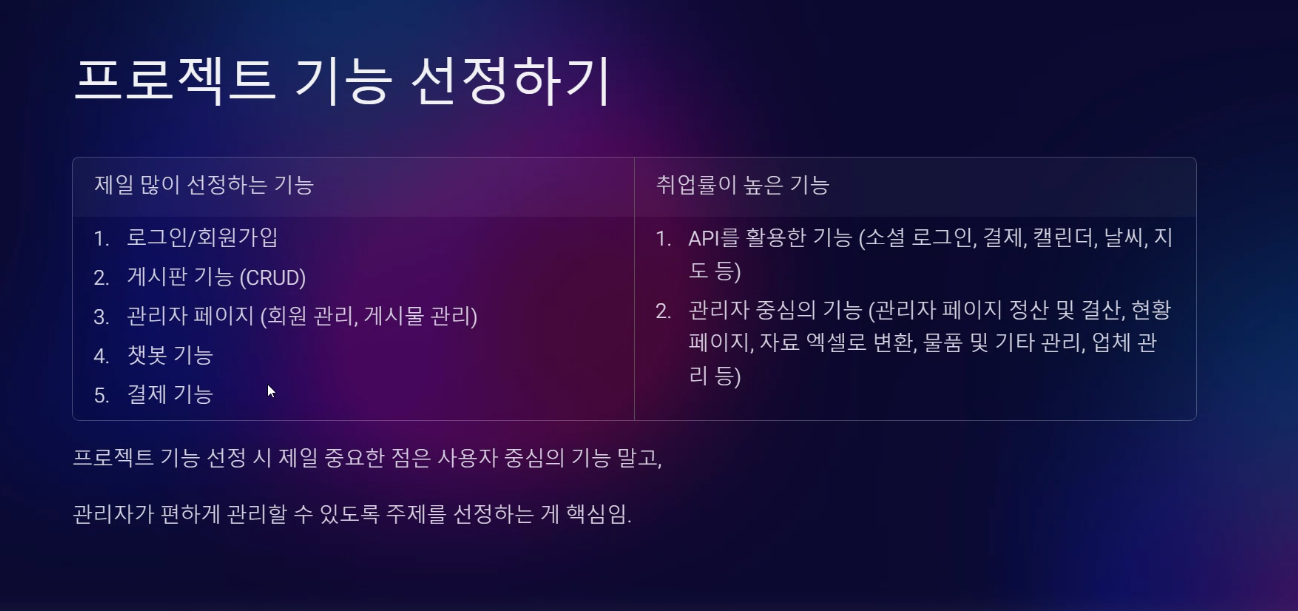 프로젝트 기능 선정하기
제일 많이 선정하는 기능
1. 로그인/회원가입
2. 게시판 기능 (CRUD)
3. 관리자 페이지 (회원 관리, 게시물 관리)
4. 챗봇 기능
5. 결제 기능
취업률이 높은 기능
1. API를 활용한 기능 (소셜 로그인, 결제, 캘린더, 날씨, 지
도 등)
2. 관리자 중심의 기능 (관리자 페이지 정산 및 결산, 현황
페이지, 자료 엑셀로 변환, 물품 및 기타 관리, 업체 관
리 등)
프로젝트 기능 선정 시 제일 중요한 점은 사용자 중심의 기능 말고,
관리자가 편하게 관리할 수 있도록 주제를 선정하는 게 핵심임.